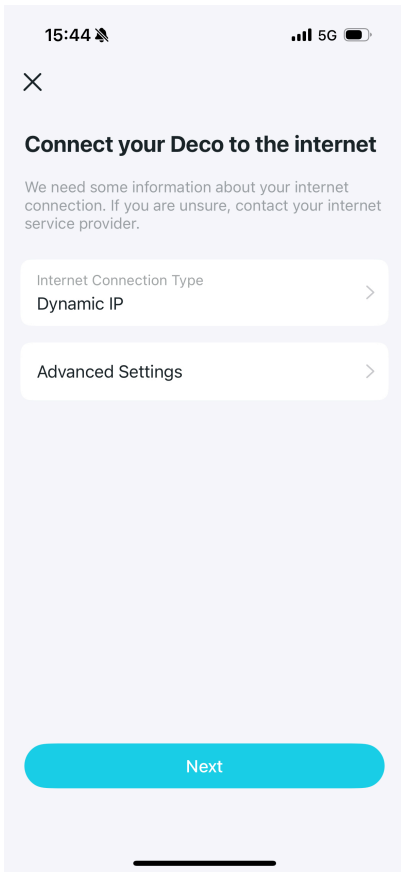 15:44
5G
Connect your Deco to the internet
We need some information about your internet
connection. If you are unsure, contact your internet
service provider.
Internet Connection Type
Dynamic IP
Advanced Settings
Next